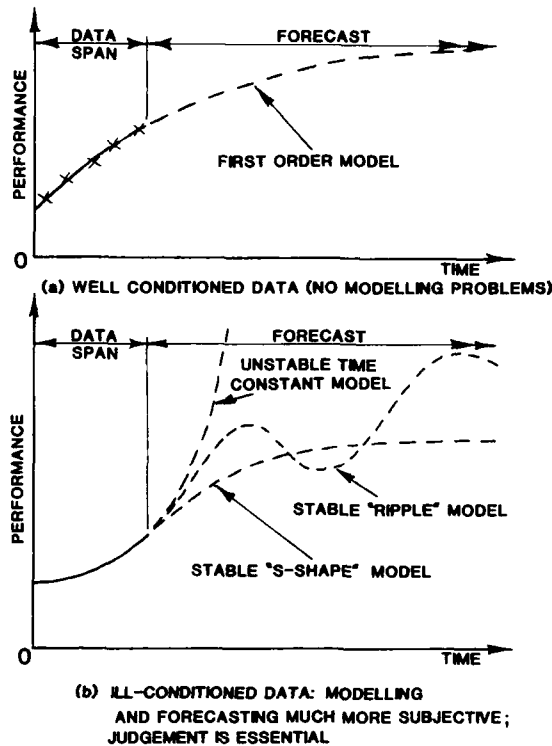 DATA
SPAN
FORECAST
PERFORMANCE
FIRST ORDER MODEL
0
TIME
(a) WELL CONDITIONED DATA (NO MODELLING PROBLEMS)
DATA
SPAN
FORECAST
UNSTABLE TIME
CONSTANT MODEL
PERFORMANCE
STABLE "RIPPLE" MODEL
STABLE "S-SHAPE" MODEL
0
TIME
(b) ILL-CONDITIONED DATA: MODELLING
AND FORECASTING MUCH MORE SUBJECTIVE;
JUDGEMENT IS ESSENTIAL